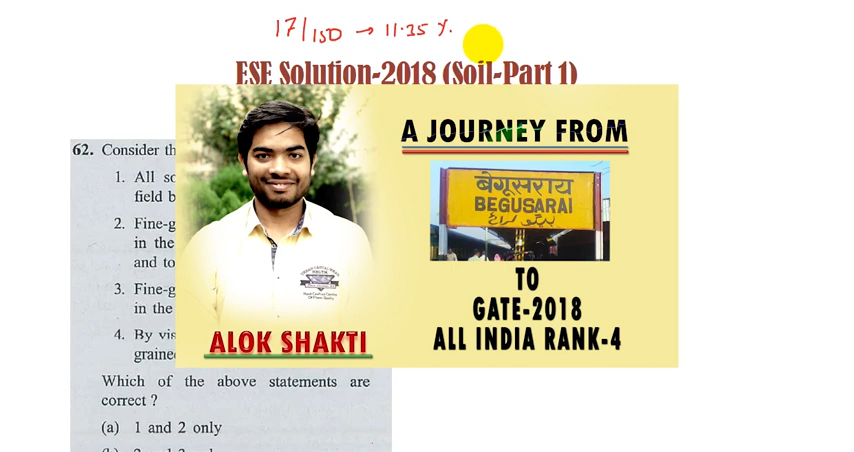 17/150 → 11.35 %.
ESE Solution-2018 (Soil-Part 1)
62. Consider th
1. All so
field b
2. Fine-g
in the
and to
3. Fine-g
in the
4. By vis
graine
Which of the above statements are
correct ?
(a) 1 and 2 only
A JOURNEY FROM
बेगूसराय
BEGUSARAI
TO
GATE-2018
ALL INDIA RANK-4
ALOK SHAKTI